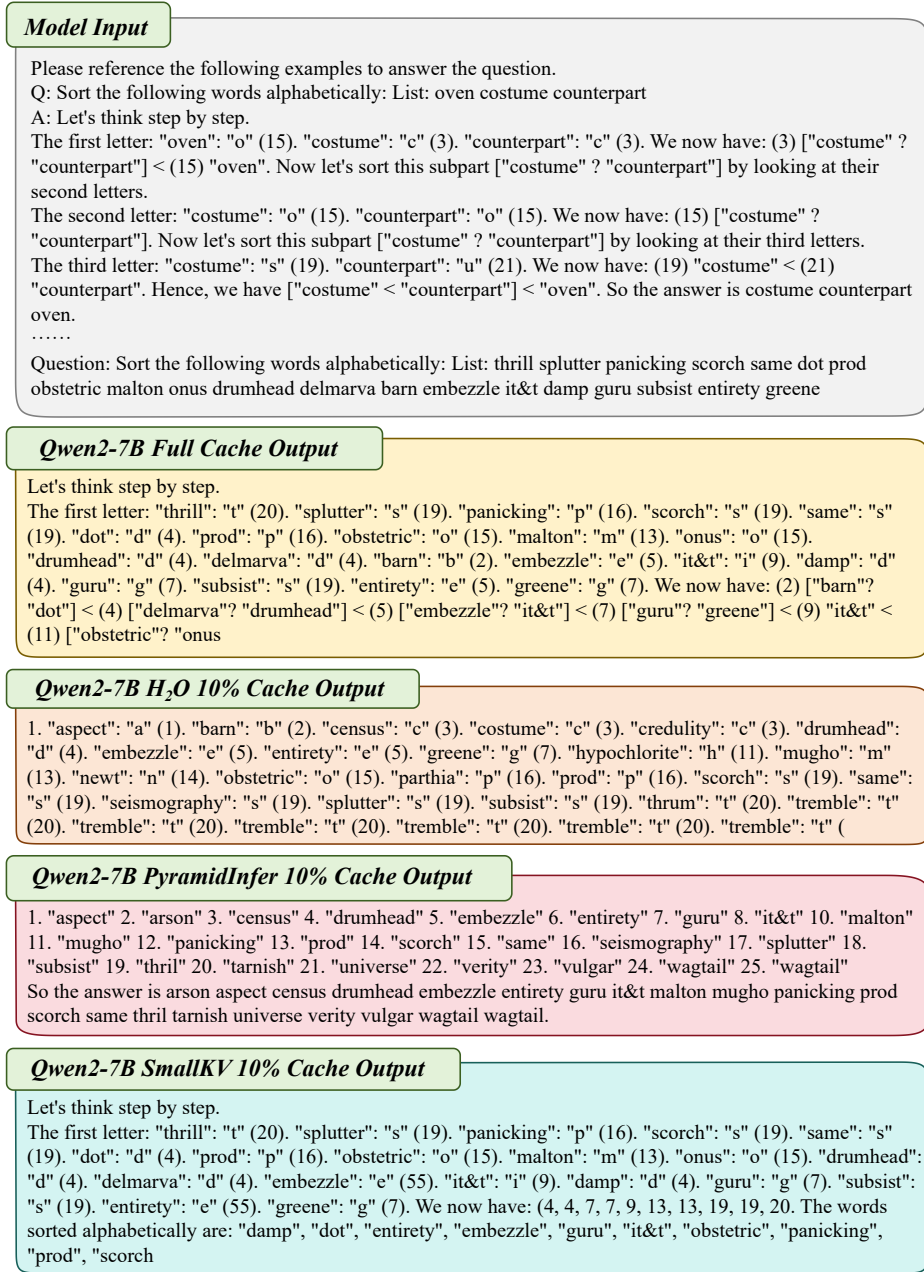 Model Input
Please reference the following examples to answer the question.
Q: Sort the following words alphabetically: List: oven costume counterpart
A: Let's think step by step.
The first letter: "oven": "o" (15). "costume": "c" (3). "counterpart": "c" (3). We now have: (3) ["costume" ?
"counterpart"] < (15) "oven". Now let's sort this subpart ["costume" ? "counterpart"] by looking at their
second letters.
The second letter: "costume": "o" (15). "counterpart": "o" (15). We now have: (15) ["costume" ?
"counterpart"]. Now let's sort this subpart ["costume" ? "counterpart"] by looking at their third letters.
The third letter: "costume": "s" (19). "counterpart": "u" (21). We now have: (19) "costume" < (21)
"counterpart". Hence, we have ["costume" < "counterpart"] < "oven". So the answer is costume counterpart
oven.
······
Question: Sort the following words alphabetically: List: thrill splutter panicking scorch same dot prod
obstetric malton onus drumhead delmarva barn embezzle it&t damp guru subsist entirety greene
Qwen2-7B Full Cache Output
Let's think step by step.
The first letter: "thrill": "t" (20). "splutter": "s" (19). "panicking": "p" (16). "scorch": "s" (19). "same": "s"
(19). "dot": "d" (4). "prod": "p" (16). "obstetric": "o" (15). "malton": "m" (13). "onus": "o" (15).
"drumhead": "d" (4). "delmarva": "d" (4). "barn": "b" (2). "embezzle": "e" (5). "it&t": "i" (9). "damp": "d"
(4). "guru": "g" (7). "subsist": "s" (19). "entirety": "e" (5). "greene": "g" (7). We now have: (2) ["barn"?
"dot"] < (4) ["delmarva"? "drumhead"] < (5) ["embezzle"? "it&t"] < (7) ["guru"? "greene"] < (9) "it&t" <
(11) ["obstetric"? "onus
Qwen2-7B H₂O 10% Cache Output
1. "aspect": "a" (1). "barn": "b" (2). "census": "c" (3). "costume": "c" (3). "credulity": "c" (3). "drumhead":
"d" (4). "embezzle": "e" (5). "entirety": "e" (5). "greene": "g" (7). "hypochlorite": "h" (11). "mugho": "m"
(13). "newt": "n" (14). "obstetric": "o" (15). "parthia": "p" (16). "prod": "p" (16). "scorch": "s" (19). "same":
"s" (19). "seismography": "s" (19). "splutter": "s" (19). "subsist": "s" (19). "thrum": "t" (20). "tremble": "t"
(20). "tremble": "t" (20). "tremble": "t" (20). "tremble": "t" (20). "tremble": "t" (20). "tremble": "t" (
Qwen2-7B PyramidInfer 10% Cache Output
1. "aspect" 2. "arson" 3. "census" 4. "drumhead" 5. "embezzle" 6. "entirety" 7. "guru" 8. "it&t" 10. "malton"
11. "mugho" 12. "panicking" 13. "prod" 14. "scorch" 15. "same" 16. "seismography" 17. "splutter" 18.
"subsist" 19. "thril" 20. "tarnish" 21. "universe" 22. "verity" 23. "vulgar" 24. "wagtail" 25. "wagtail"
So the answer is arson aspect census drumhead embezzle entirety guru it&t malton mugho panicking prod
scorch same thril tarnish universe verity vulgar wagtail wagtail.
Qwen2-7B SmallKV 10% Cache Output
Let's think step by step.
The first letter: "thrill": "t" (20). "splutter": "s" (19). "panicking": "p" (16). "scorch": "s" (19). "same": "s"
(19). "dot": "d" (4). "prod": "p" (16). "obstetric": "o" (15). "malton": "m" (13). "onus": "o" (15). "drumhead":
"d" (4). "delmarva": "d" (4). "embezzle": "e" (55). "it&t": "i" (9). "damp": "d" (4). "guru": "g" (7). "subsist":
"s" (19). "entirety": "e" (55). "greene": "g" (7). We now have: (4, 4, 7, 7, 9, 13, 13, 19, 19, 20. The words
sorted alphabetically are: "damp", "dot", "entirety", "embezzle", "guru", "it&t", "obstetric", "panicking",
"prod", "scorch